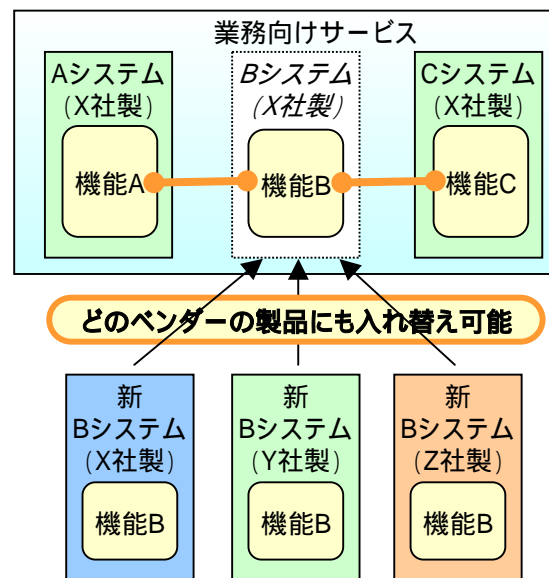 業務向けサービス
Aシステム
(X社製)
機能A
Bシステム
(X社製)
機能B
Cシステム
(X社製)
機能C
どのベンダーの製品にも入れ替え可能
新
Bシステム
(X社製)
機能B
新
Bシステム
(Y社製)
機能B
新
Bシステム
(Z社製)
機能B